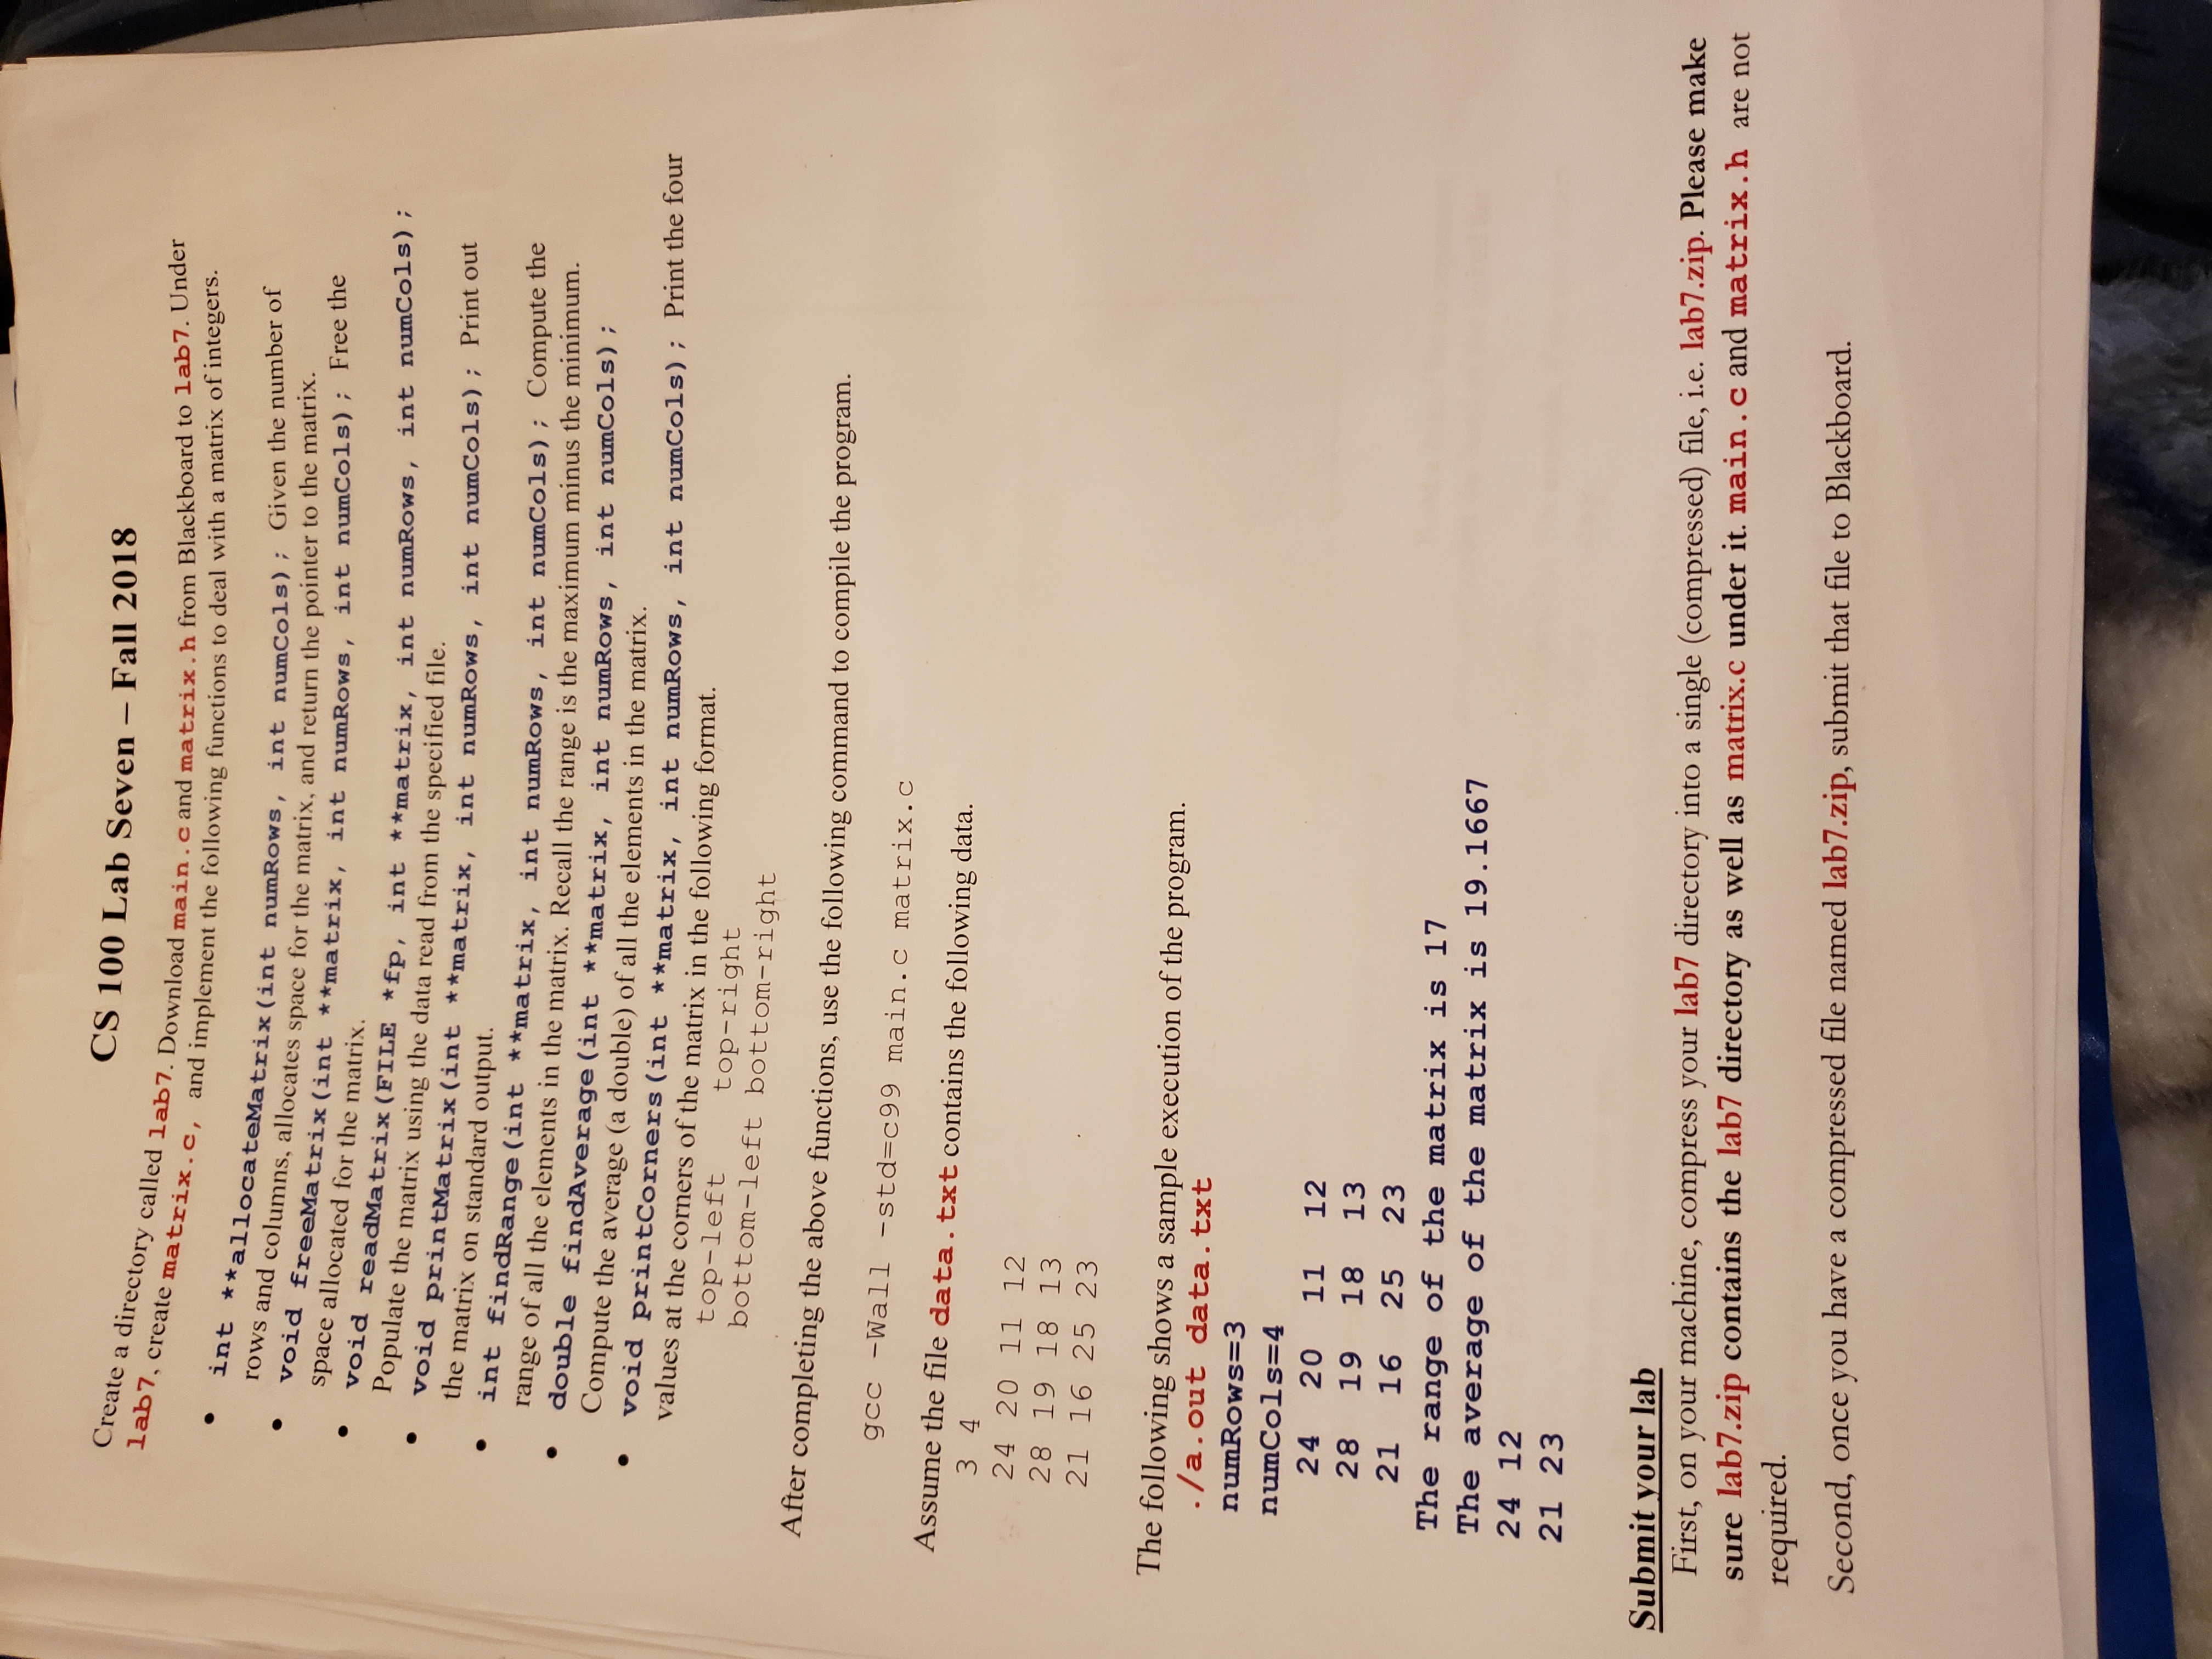 CS 100 Lab Seven – Fall 2018
Create a directory called lab7. Download main.c and matrix.h from Blackboard to lab7. Under
lab7, create matrix.c, and implement the following functions to deal with a matrix of integers.
• int **allocateMatrix(int numRows, int numCols); Given the number of
rows and columns, allocates space for the matrix, and return the pointer to the matrix.
• void freeMatrix(int **matrix, int numRows, int numCols); Free the
space allocated for the matrix.
• void readMatrix(FILE *fp, int **matrix, int numRows, int numCols);
Populate the matrix using the data read from the specified file.
• void printMatrix(int **matrix, int numRows, int numCols); Print out
the matrix on standard output.
• int findRange(int **matrix, int numRows, int numCols); Compute the
range of all the elements in the matrix. Recall the range is the maximum minus the minimum.
• double findAverage(int **matrix, int numRows, int numCols);
Compute the average (a double) of all the elements in the matrix.
• void printCorners(int **matrix, int numRows, int numCols); Print the four
values at the corners of the matrix in the following format.
top-left top-right
bottom-left bottom-right
After completing the above functions, use the following command to compile the program.
gcc -Wall -std=c99 main.c matrix.c
Assume the file data.txt contains the following data.
3 4
24 20 11 12
28 19 18 13
21 16 25 23
The following shows a sample execution of the program.
./a.out data.txt
numRows=3
numCols=4
24 20 11 12
28 19 18 13
21 16 25 23
The range of the matrix is 17
The average of the matrix is 19.1667
24 12
21 23
Submit your lab
First, on your machine, compress your lab7 directory into a single (compressed) file, i.e. lab7.zip. Please make
sure lab7.zip contains the lab7 directory as well as matrix.c under it. main.c and matrix.h are not
required.
Second, once you have a compressed file named lab7.zip, submit that file to Blackboard.